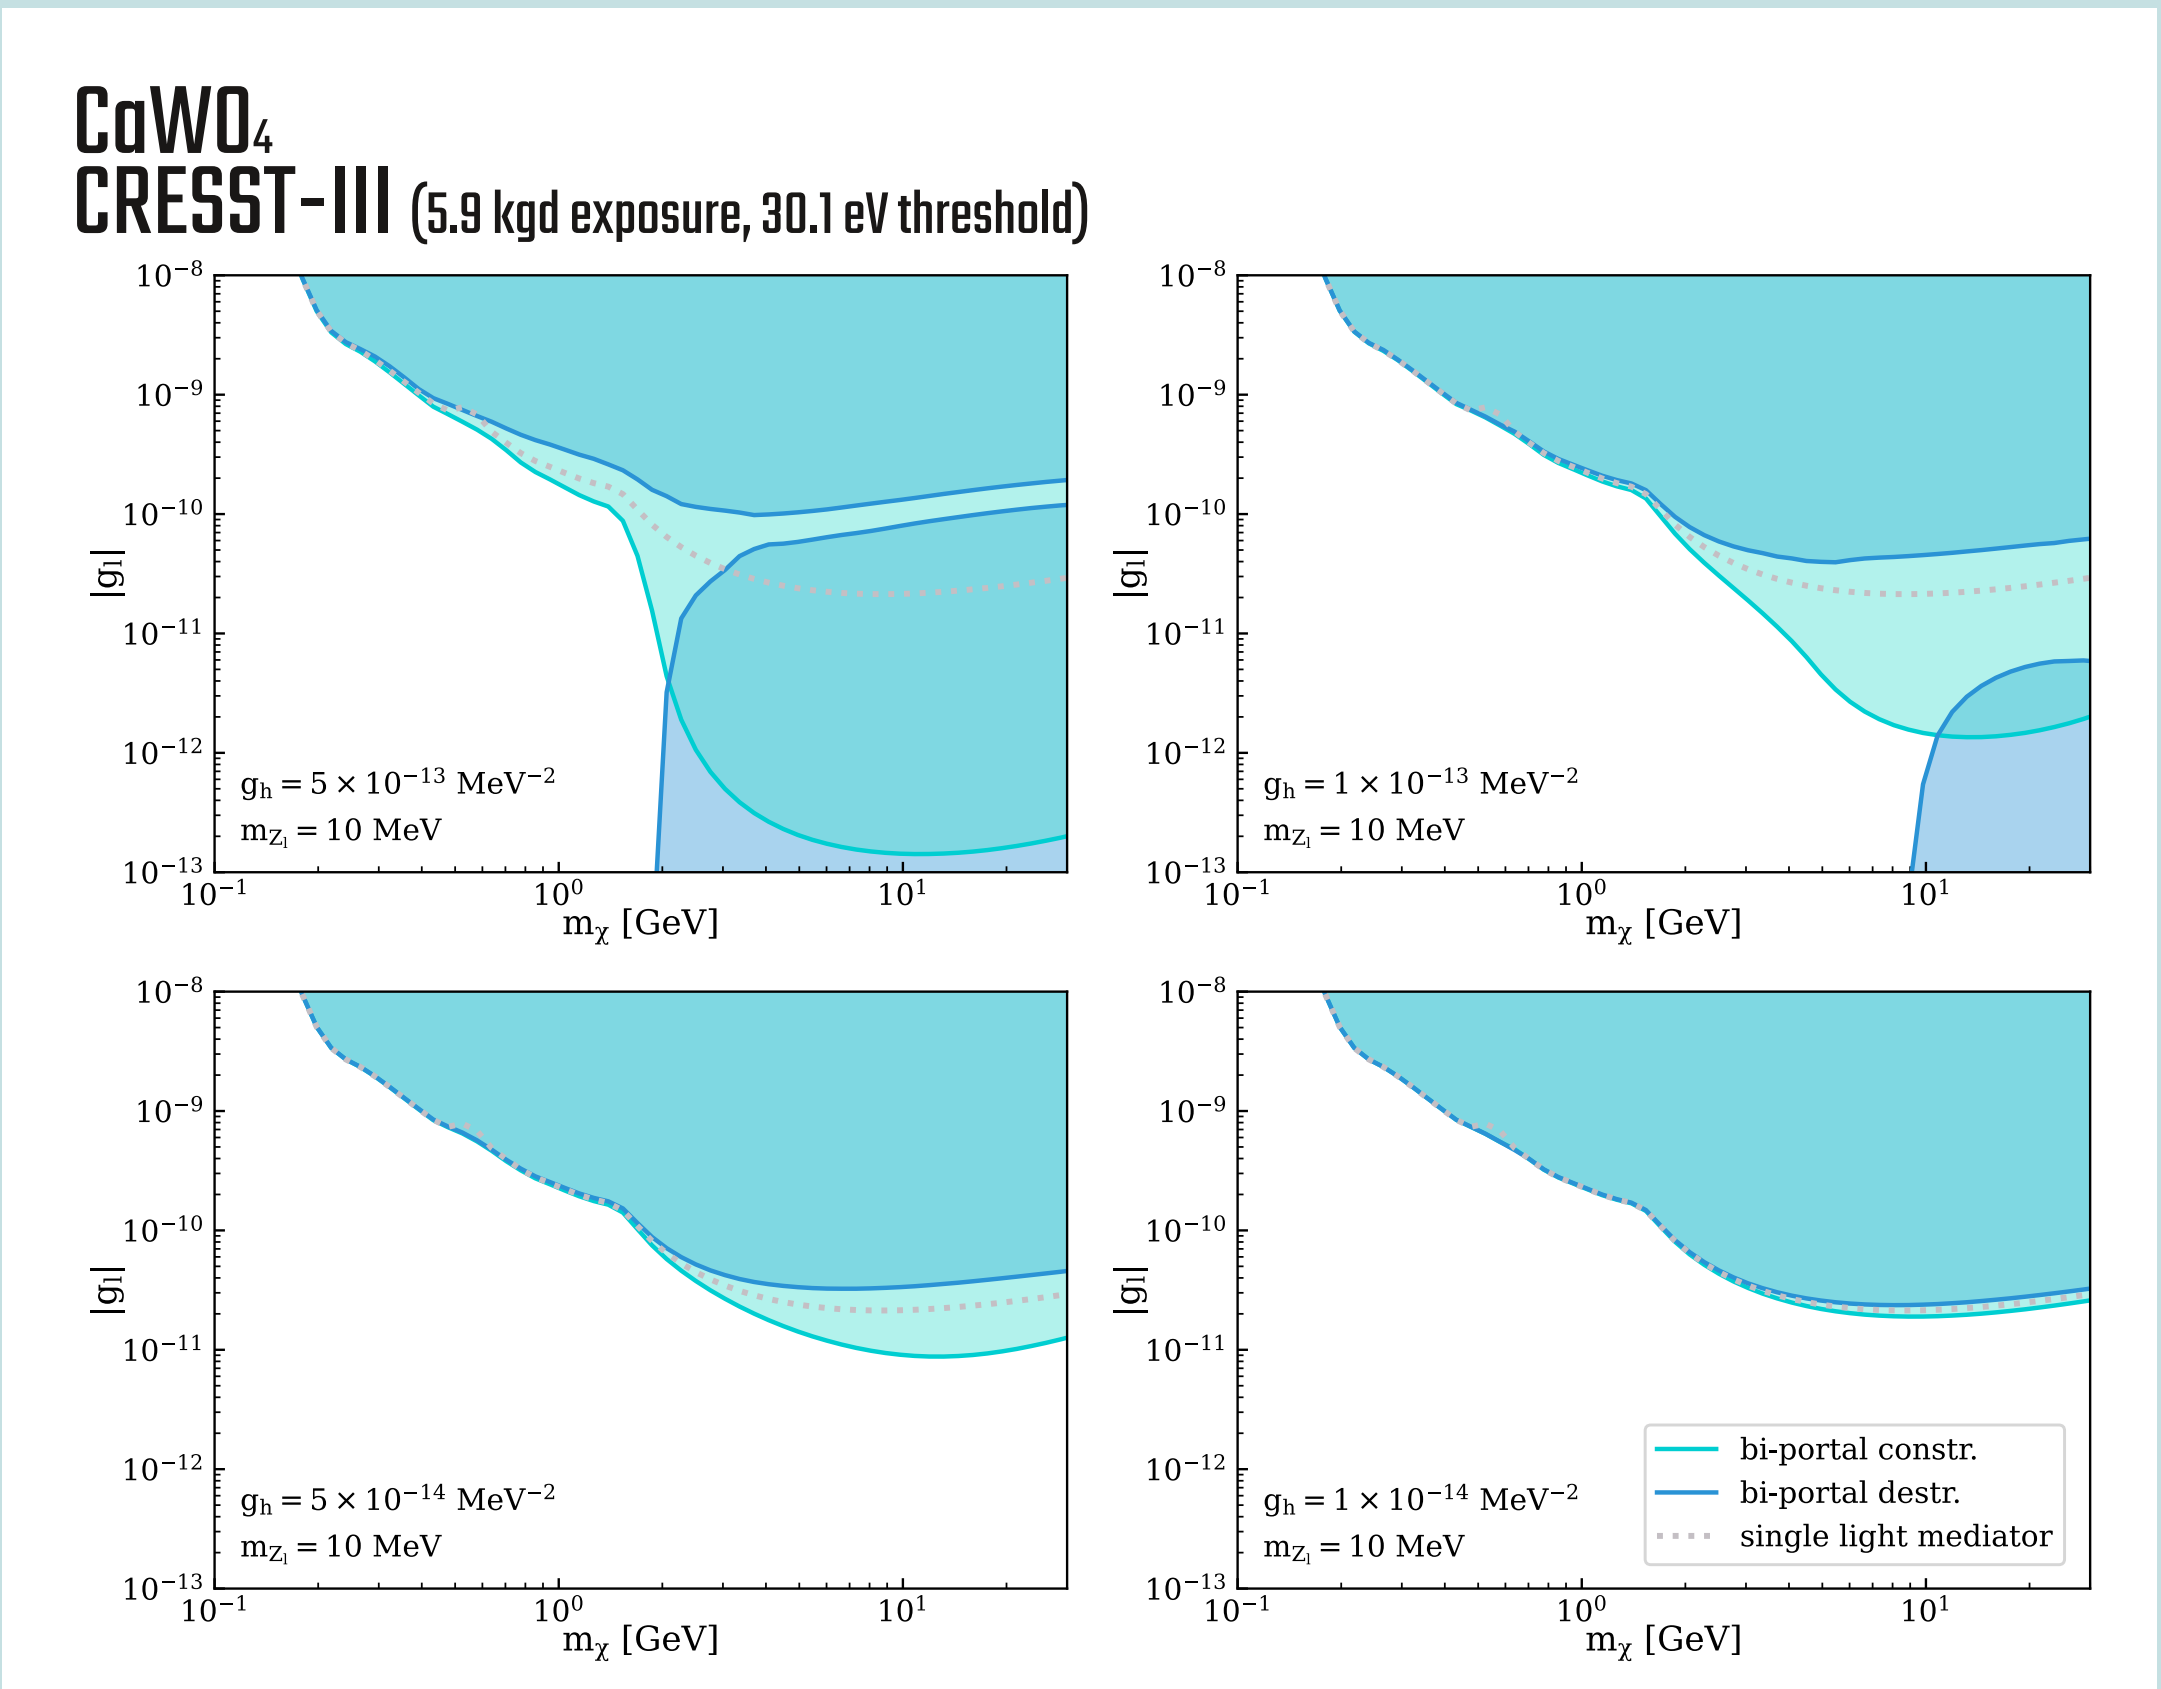 CaWO₄
CRESST-III (5.9 kgd exposure, 30.1 eV threshold)
10⁻⁸
10⁻⁹
10⁻¹⁰
10⁻¹¹
10⁻¹²
10⁻¹³
|gₗ|
gₕ = 5 × 10⁻¹³ MeV⁻²
m_Zₗ = 10 MeV
10⁻¹ 10⁰ 10¹
mᵪ [GeV]
10⁻⁸
10⁻⁹
10⁻¹⁰
10⁻¹¹
10⁻¹²
10⁻¹³
|gₗ|
gₕ = 1 × 10⁻¹³ MeV⁻²
m_Zₗ = 10 MeV
10⁻¹ 10⁰ 10¹
mᵪ [GeV]
10⁻⁸
10⁻⁹
10⁻¹⁰
10⁻¹¹
10⁻¹²
10⁻¹³
|gₗ|
gₕ = 5 × 10⁻¹⁴ MeV⁻²
m_Zₗ = 10 MeV
10⁻¹ 10⁰ 10¹
mᵪ [GeV]
10⁻⁸
10⁻⁹
10⁻¹⁰
10⁻¹¹
10⁻¹²
10⁻¹³
|gₗ|
gₕ = 1 × 10⁻¹⁴ MeV⁻²
m_Zₗ = 10 MeV
bi-portal constr.
bi-portal destr.
single light mediator
10⁻¹ 10⁰ 10¹
mᵪ [GeV]